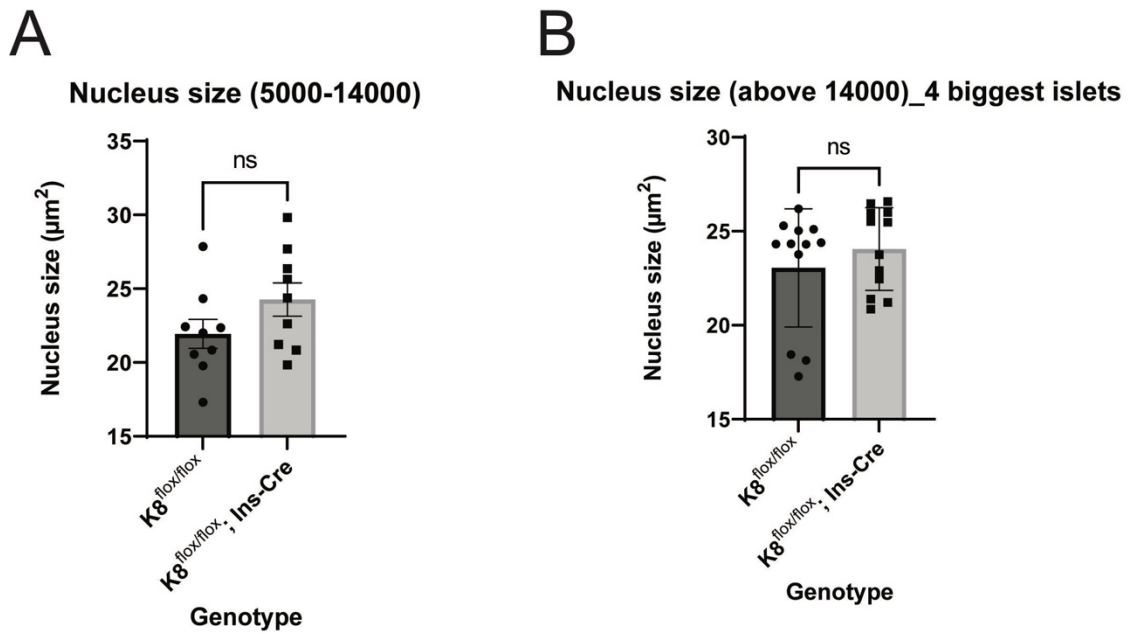 A
Nucleus size (5000-14000)
Nucleus size (µm²)
35
30
25
20
15
ns
K8flox/flox
K8flox/flox; Ins-Cre
Genotype
B
Nucleus size (above 14000)_4 biggest islets
Nucleus size (µm²)
30
25
20
15
ns
K8flox/flox
K8flox/flox; Ins-Cre
Genotype